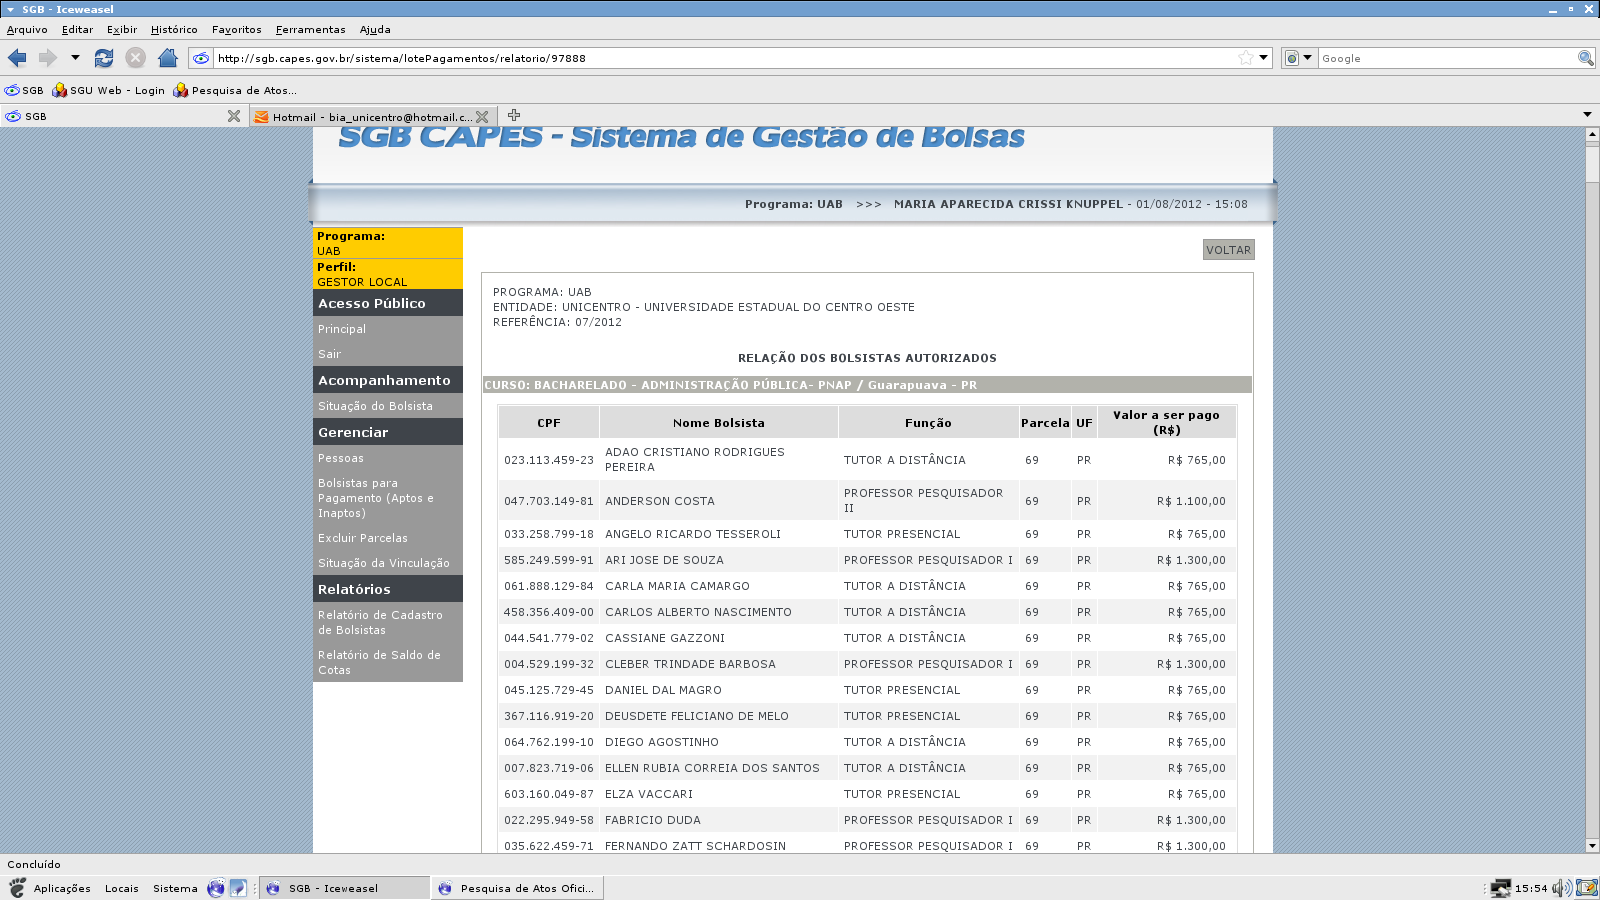 SGB - Iceweasel
Arquivo Editar Exibir Histórico Favoritos Ferramentas Ajuda
http://sgb.capes.gov.br/sistema/lotePagamentos/relatorio/97888
Google
SGB SGU Web - Login Pesquisa de Atos...
SGB
Hotmail - bia_unicentro@hotmail.c...
SGB CAPES - Sistema de Gestão de Bolsas
Programa: UAB >>> MARIA APARECIDA CRISSI KNUPPEL - 01/08/2012 - 15:08
Programa:
UAB
Perfil:
GESTOR LOCAL
Acesso Público
Principal
Sair
Acompanhamento
Situação do Bolsista
Gerenciar
Pessoas
Bolsistas para
Pagamento (Aptos e
Inaptos)
Excluir Parcelas
Situação da Vinculação
Relatórios
Relatório de Cadastro
de Bolsistas
Relatório de Saldo de
Cotas
VOLTAR
PROGRAMA: UAB
ENTIDADE: UNICENTRO - UNIVERSIDADE ESTADUAL DO CENTRO OESTE
REFERÊNCIA: 07/2012
RELAÇÃO DOS BOLSISTAS AUTORIZADOS
CURSO: BACHARELADO - ADMINISTRAÇÃO PÚBLICA- PNAP / Guarapuava - PR
CPF Nome Bolsista Função Parcela UF Valor a ser pago
(R$)
023.113.459-23 ADAO CRISTIANO RODRIGUES
PEREIRA TUTOR A DISTÂNCIA 69 PR R$ 765,00
047.703.149-81 ANDERSON COSTA PROFESSOR PESQUISADOR
II 69 PR R$ 1.100,00
033.258.799-18 ANGELO RICARDO TESSEROLI TUTOR PRESENCIAL 69 PR R$ 765,00
585.249.599-91 ARI JOSE DE SOUZA PROFESSOR PESQUISADOR I 69 PR R$ 1.300,00
061.888.129-84 CARLA MARIA CAMARGO TUTOR A DISTÂNCIA 69 PR R$ 765,00
458.356.409-00 CARLOS ALBERTO NASCIMENTO TUTOR A DISTÂNCIA 69 PR R$ 765,00
044.541.779-02 CASSIANE GAZZONI TUTOR A DISTÂNCIA 69 PR R$ 765,00
004.529.199-32 CLEBER TRINDADE BARBOSA PROFESSOR PESQUISADOR I 69 PR R$ 1.300,00
045.125.729-45 DANIEL DAL MAGRO TUTOR PRESENCIAL 69 PR R$ 765,00
367.116.919-20 DEUSDETE FELICIANO DE MELO TUTOR PRESENCIAL 69 PR R$ 765,00
064.762.199-10 DIEGO AGOSTINHO TUTOR A DISTÂNCIA 69 PR R$ 765,00
007.823.719-06 ELLEN RUBIA CORREIA DOS SANTOS TUTOR A DISTÂNCIA 69 PR R$ 765,00
603.160.049-87 ELZA VACCARI TUTOR PRESENCIAL 69 PR R$ 765,00
022.295.949-58 FABRICIO DUDA PROFESSOR PESQUISADOR I 69 PR R$ 1.300,00
035.622.459-71 FERNANDO ZATT SCHARDOSIN PROFESSOR PESQUISADOR I 69 PR R$ 1.300,00
Concluído
Aplicações Locais Sistema SGB - Iceweasel Pesquisa de Atos Ofici... 15:54